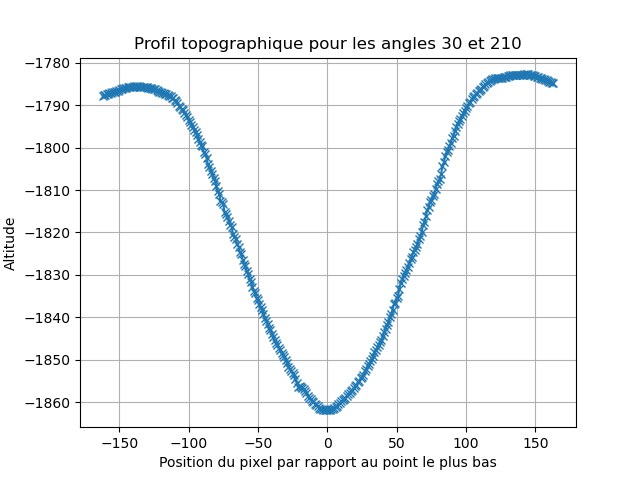 Profil topographique pour les angles 30 et 210
Altitude
−1780
−1790
−1800
−1810
−1820
−1830
−1840
−1850
−1860
−150 −100 −50 0 50 100 150
Position du pixel par rapport au point le plus bas